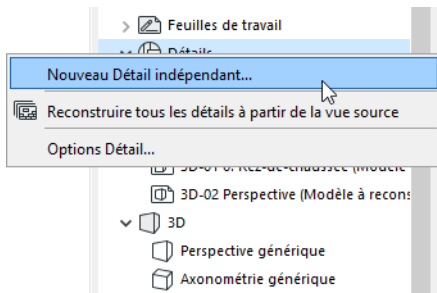 Feuilles de travail
Détails
Nouveau Détail indépendant...
Reconstruire tous les détails à partir de la vue source
Options Détail...
3D-02 Perspective (Modèle à recons
3D
Perspective générique
Axonométrie générique